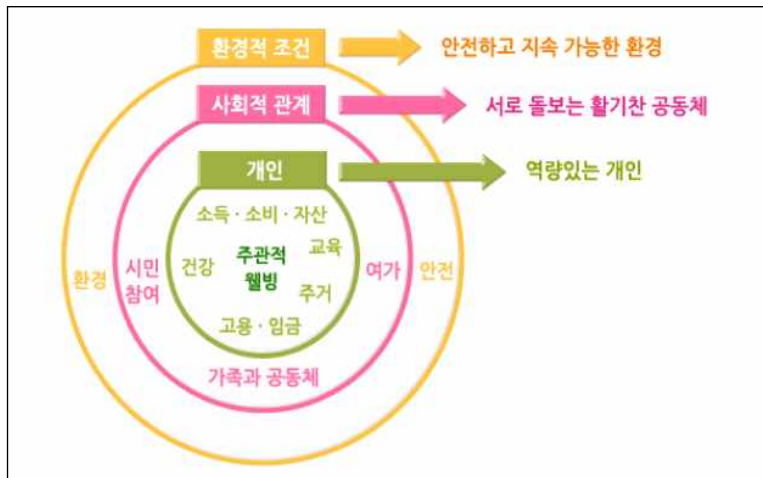 환경적 조건
안전하고 지속 가능한 환경
사회적 관계
서로 돌보는 활기찬 공동체
개인
역량있는 개인
소득 · 소비 · 자산
교육
건강
주관적
웰빙
주거
고용 · 임금
시민
참여
여가
가족과 공동체
환경
안전